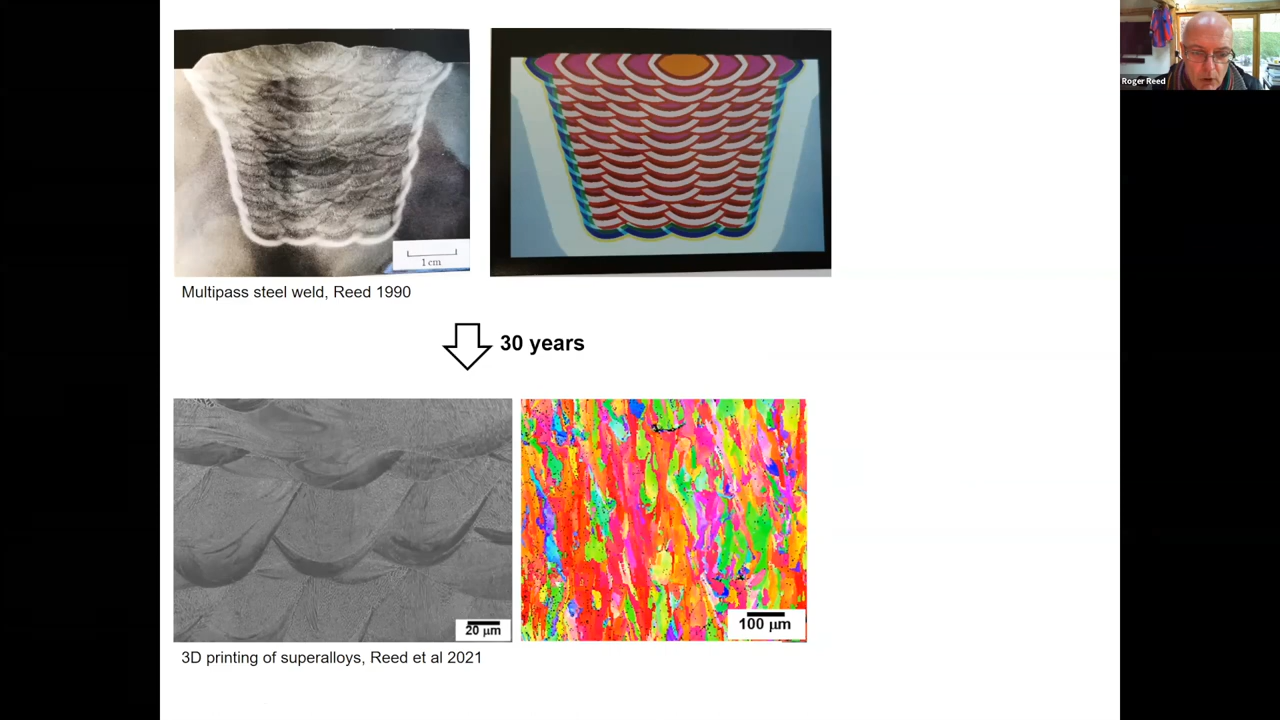 Roger Reed
1 cm
Multipass steel weld, Reed 1990
30 years
20 µm
100 µm
3D printing of superalloys, Reed et al 2021